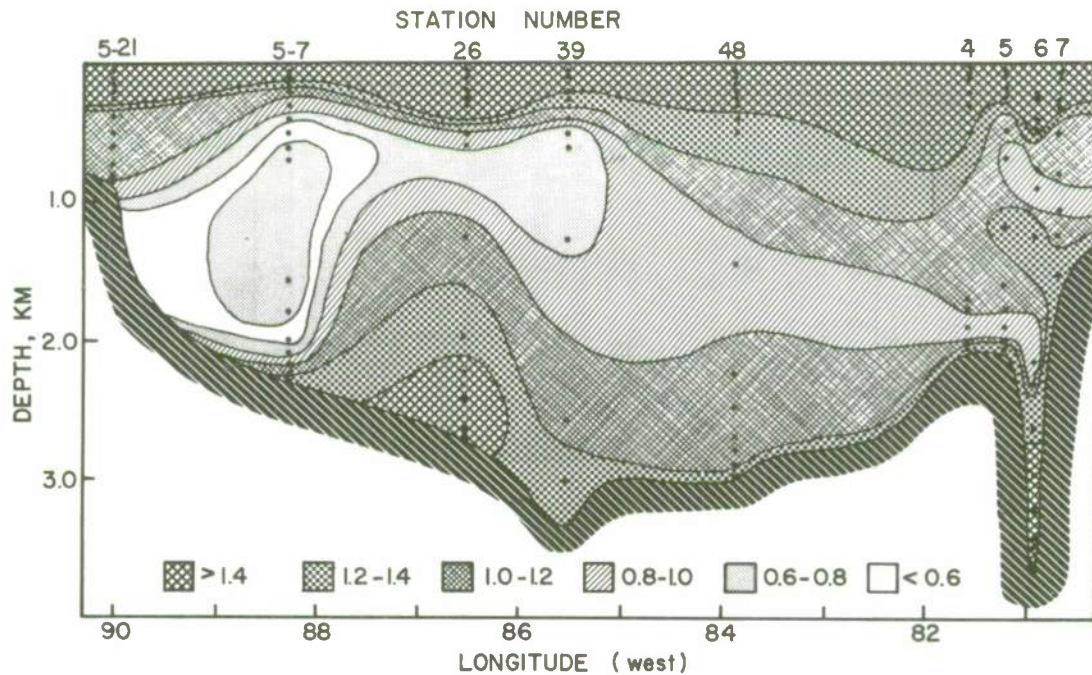 STATION NUMBER
5-21 5-7 26 39 48 4 5 6 7
1.0
2.0
3.0
DEPTH, KM
>1.4 1.2-1.4 1.0-1.2 0.8-1.0 0.6-0.8 <0.6
90 88 86 84 82
LONGITUDE (west)